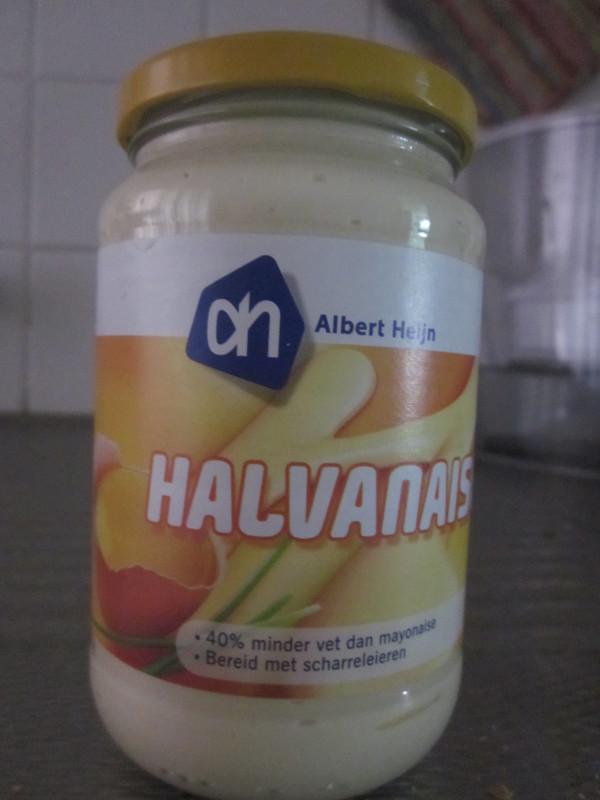 ah Albert Heijn
HALVANAIS
• 40% minder vet dan mayonaise
• Bereid met scharreleieren